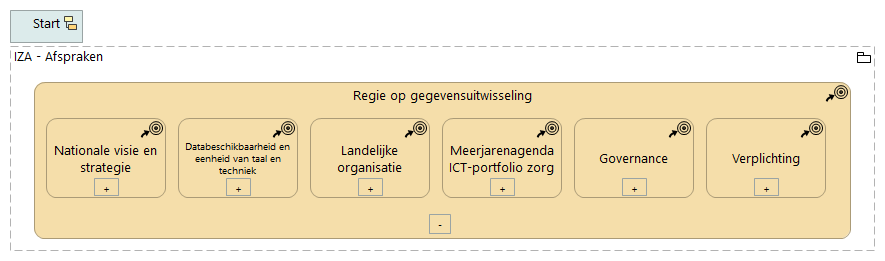 Start
IZA - Afspraken
Regie op gegevensuitwisseling
Nationale visie en
strategie
+
Databeschikbaarheid en
eenheid van taal en
techniek
+
Landelijke
organisatie
+
Meerjarenagenda
ICT-portfolio zorg
+
Governance
+
Verplichting
+
-